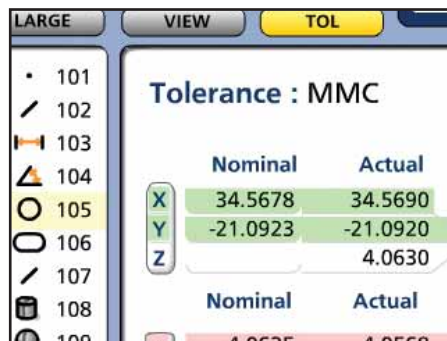 LARGE VIEW TOL
101
102
103
104
105
106
107
108
109
Tolerance : MMC
Nominal Actual
X 34.5678 34.5690
Y -21.0923 -21.0920
Z 4.0630
Nominal Actual